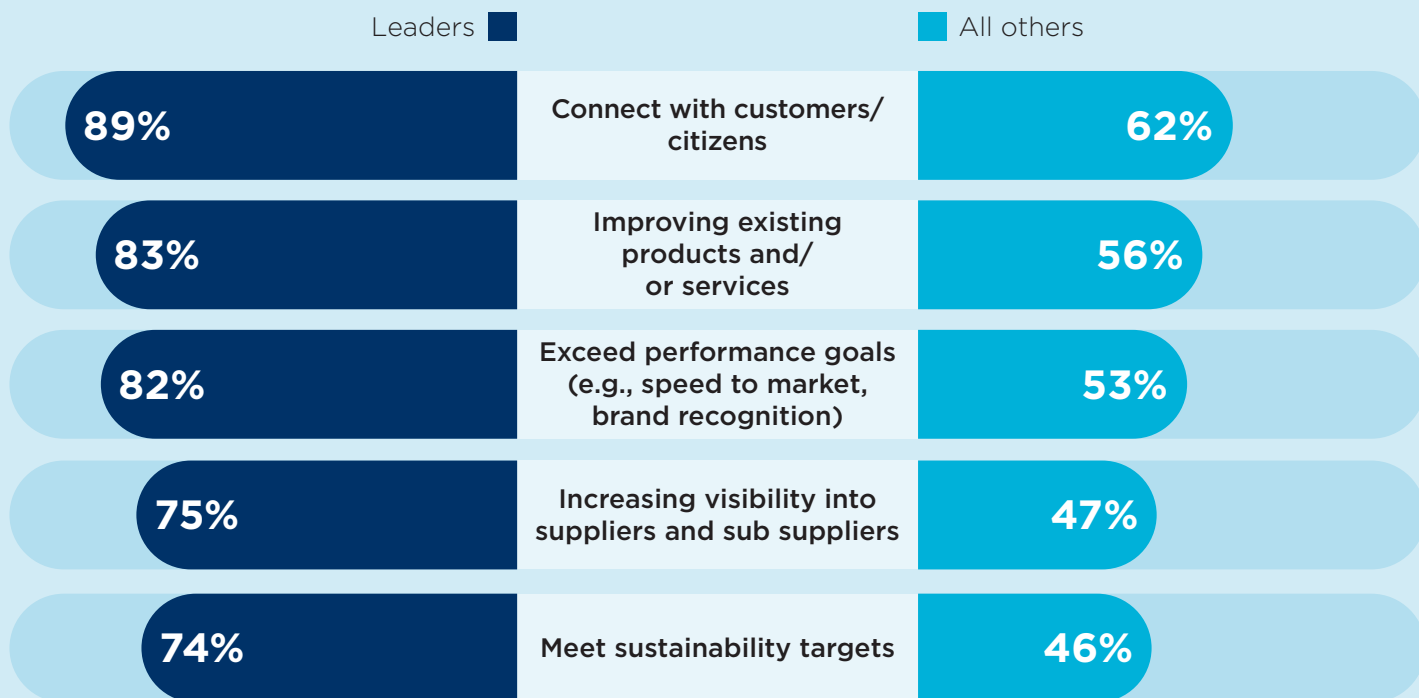 Leaders
All others
89%
Connect with customers/
citizens
62%
83%
Improving existing
products and/
or services
56%
82%
Exceed performance goals
(e.g., speed to market,
brand recognition)
53%
75%
Increasing visibility into
suppliers and sub suppliers
47%
74%
Meet sustainability targets
46%